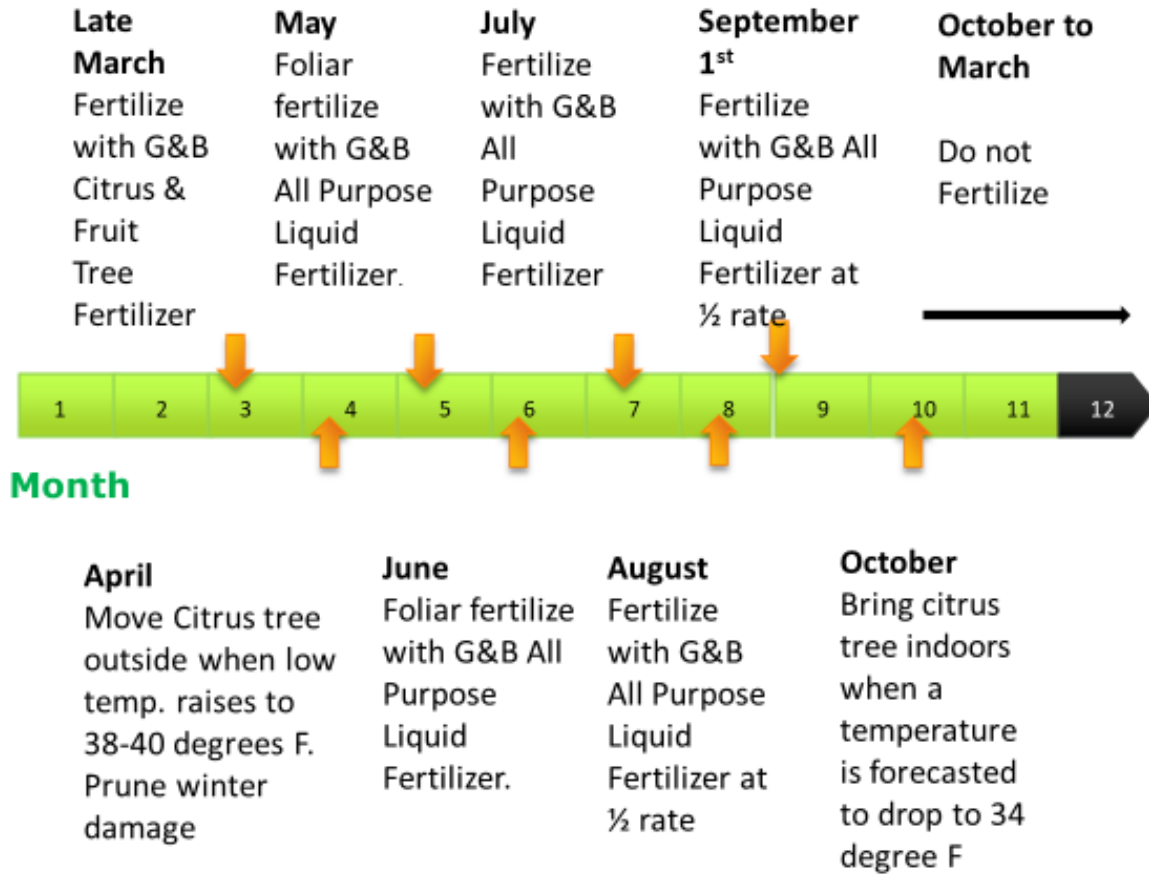 Late
March
Fertilize
with G&B
Citrus &
Fruit
Tree
Fertilizer
May
Foliar
fertilize
with G&B
All Purpose
Liquid
Fertilizer.
July
Fertilize
with G&B
All
Purpose
Liquid
Fertilizer
September
1st
Fertilize
with G&B All
Purpose
Liquid
Fertilizer at
½ rate
October to
March
Do not
Fertilize
1 2 3 4 5 6 7 8 9 10 11 12
Month
April
Move Citrus tree
outside when low
temp. raises to
38-40 degrees F.
Prune winter
damage
June
Foliar fertilize
with G&B All
Purpose
Liquid
Fertilizer.
August
Fertilize
with G&B
All Purpose
Liquid
Fertilizer at
½ rate
October
Bring citrus
tree indoors
when a
temperature
is forecasted
to drop to 34
degree F